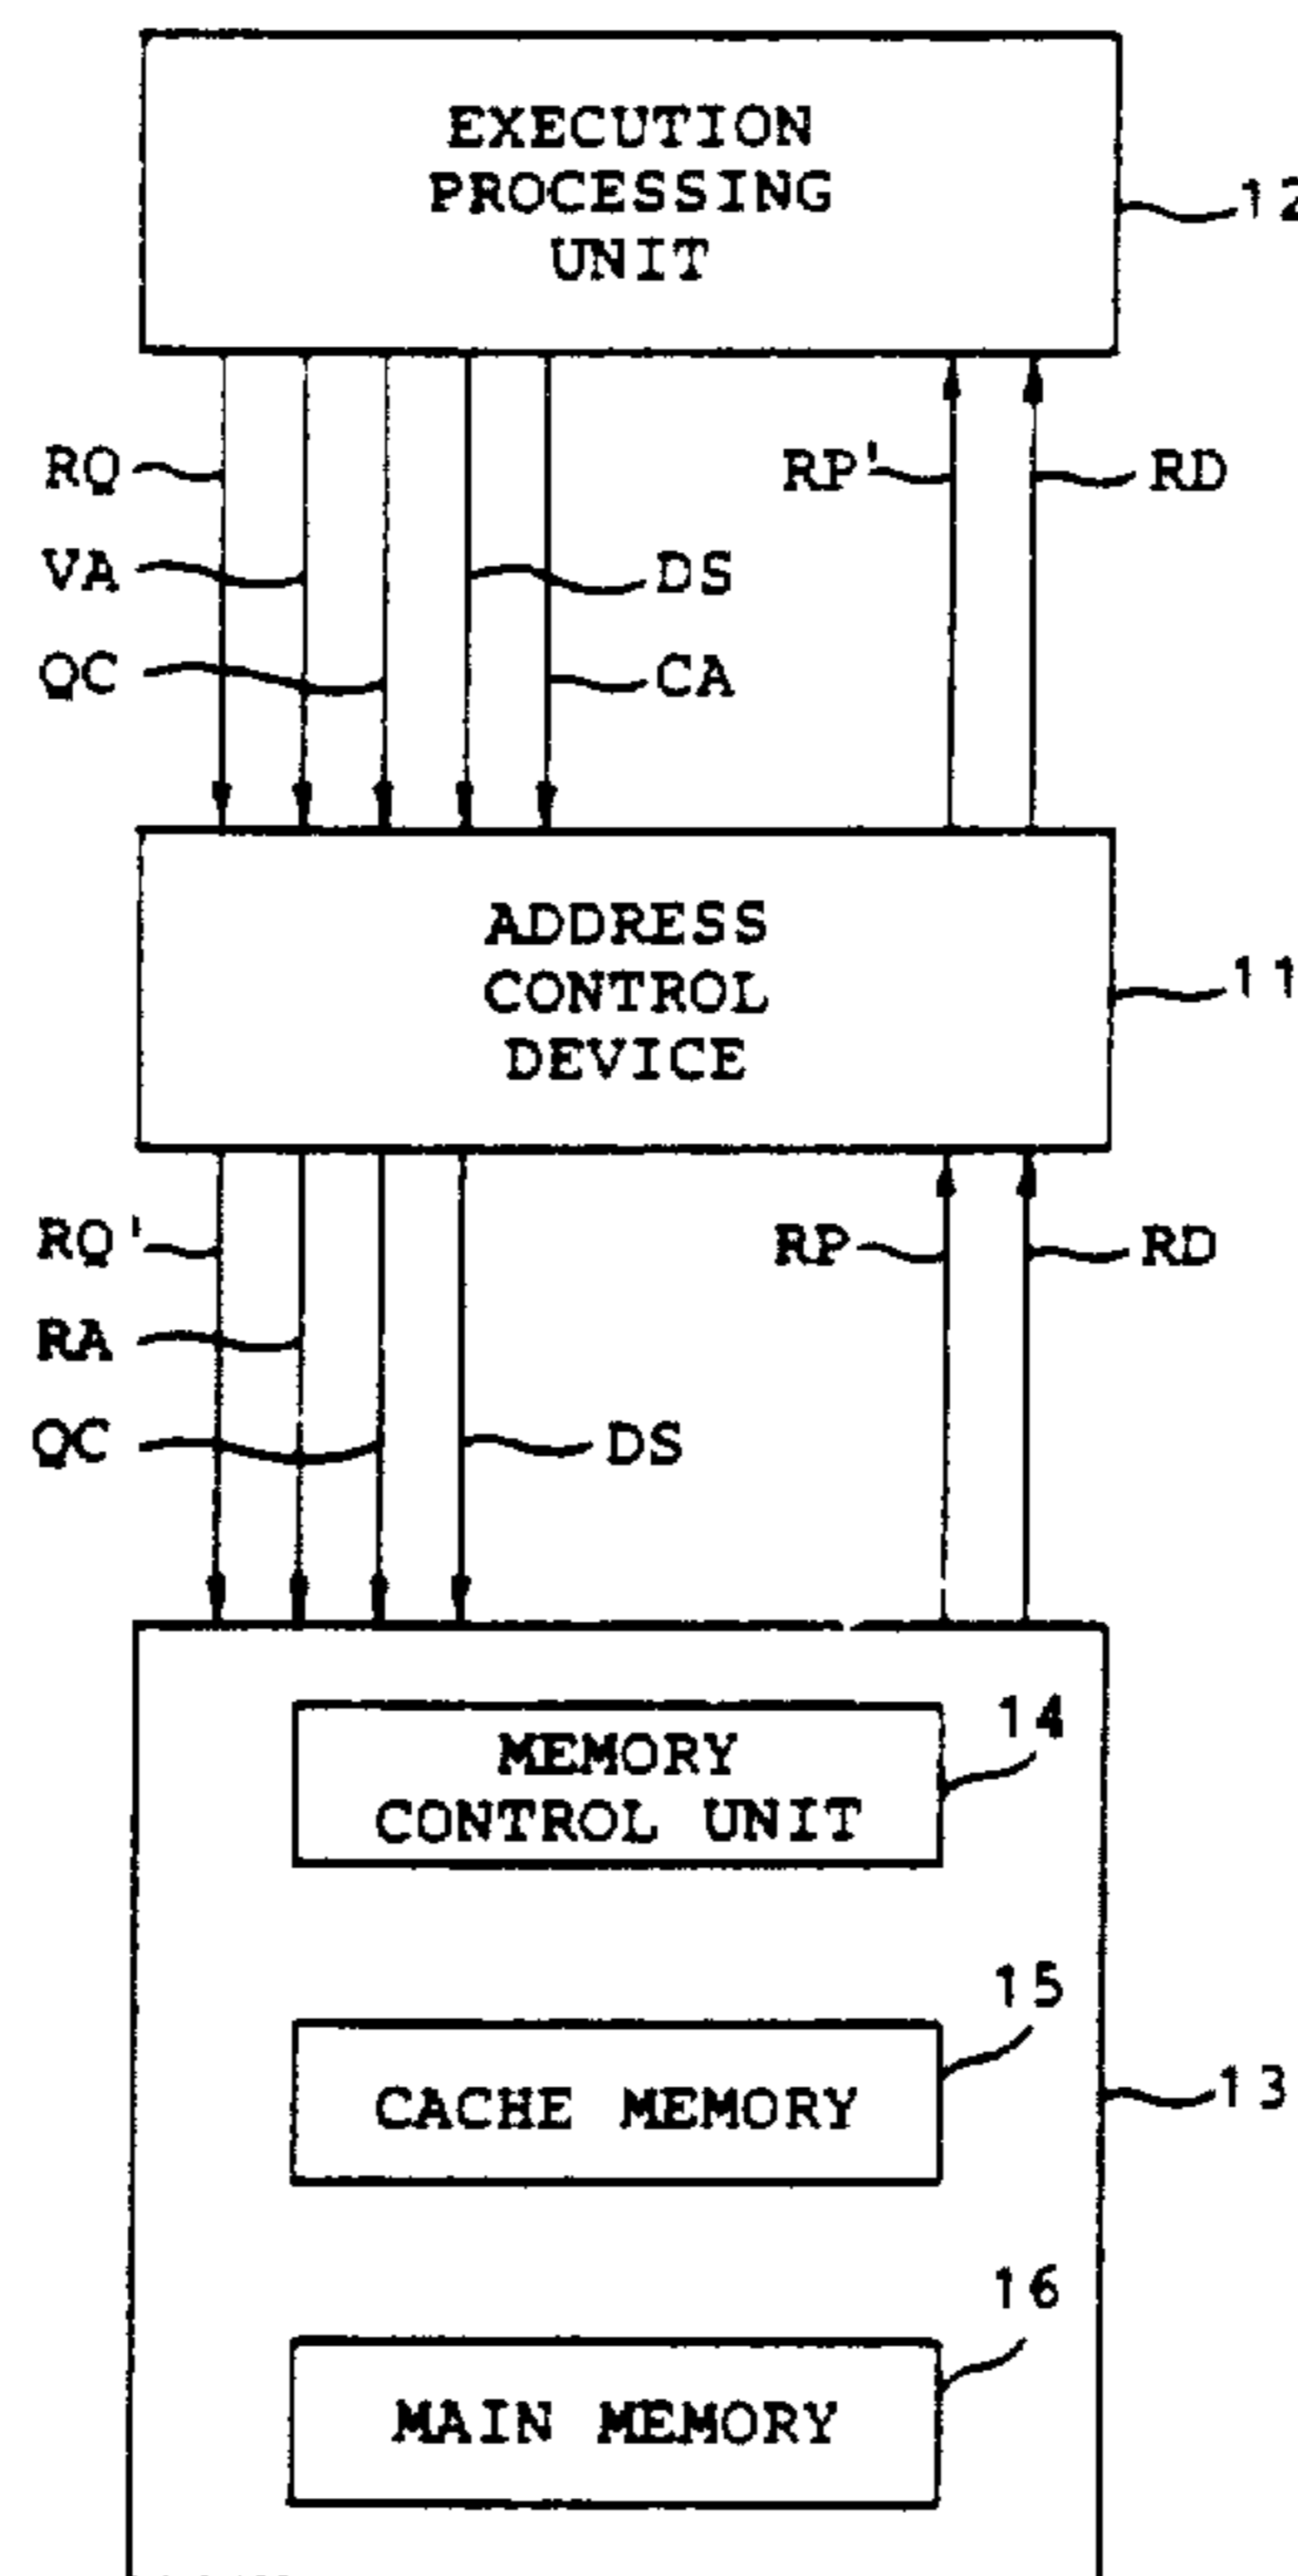 EXECUTION
PROCESSING
UNIT
12
RQ
RP'
RD
VA
DS
QC
CA
ADDRESS
CONTROL
DEVICE
11
RQ'
RP
RD
RA
QC
DS
14
MEMORY
CONTROL UNIT
15
CACHE MEMORY
13
16
MAIN MEMORY